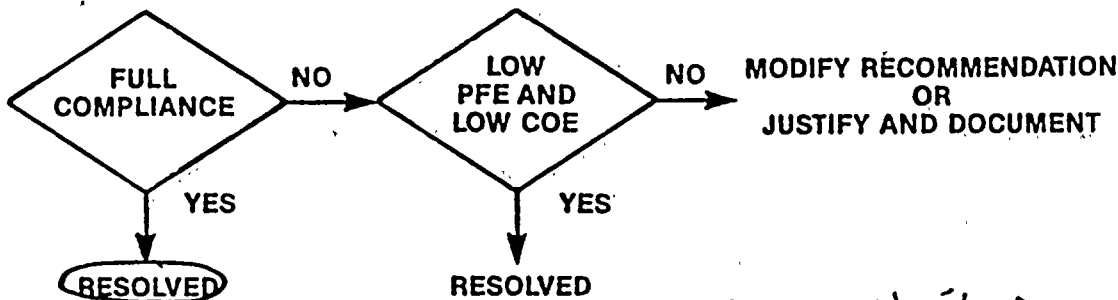 FULL
COMPLIANCE
NO
LOW
PFE AND
LOW COE
NO
MODIFY RECOMMENDATION
OR
JUSTIFY AND DOCUMENT
YES
YES
RESOLVED
RESOLVED